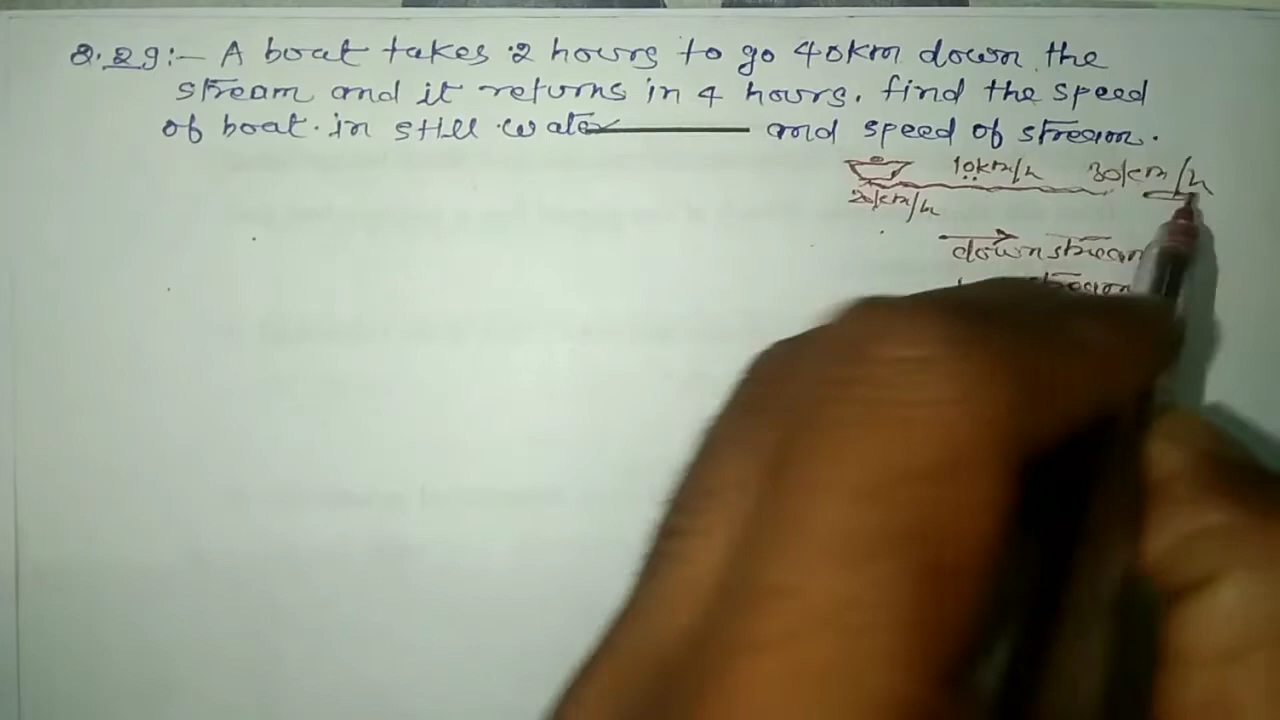 Q.29:- A boat takes 2 hours to go 40km down the
stream and it returns in 4 hours. find the speed
of boat in still water ——— and speed of stream.
10km/h 30km/h
20km/h
downstream
stream